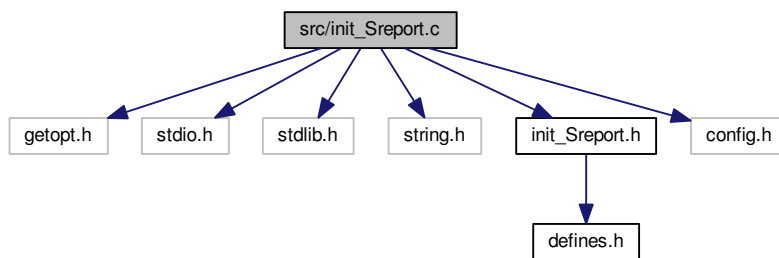 src/init_Sreport.c
getopt.h
stdio.h
stdlib.h
string.h
init_Sreport.h
config.h
defines.h